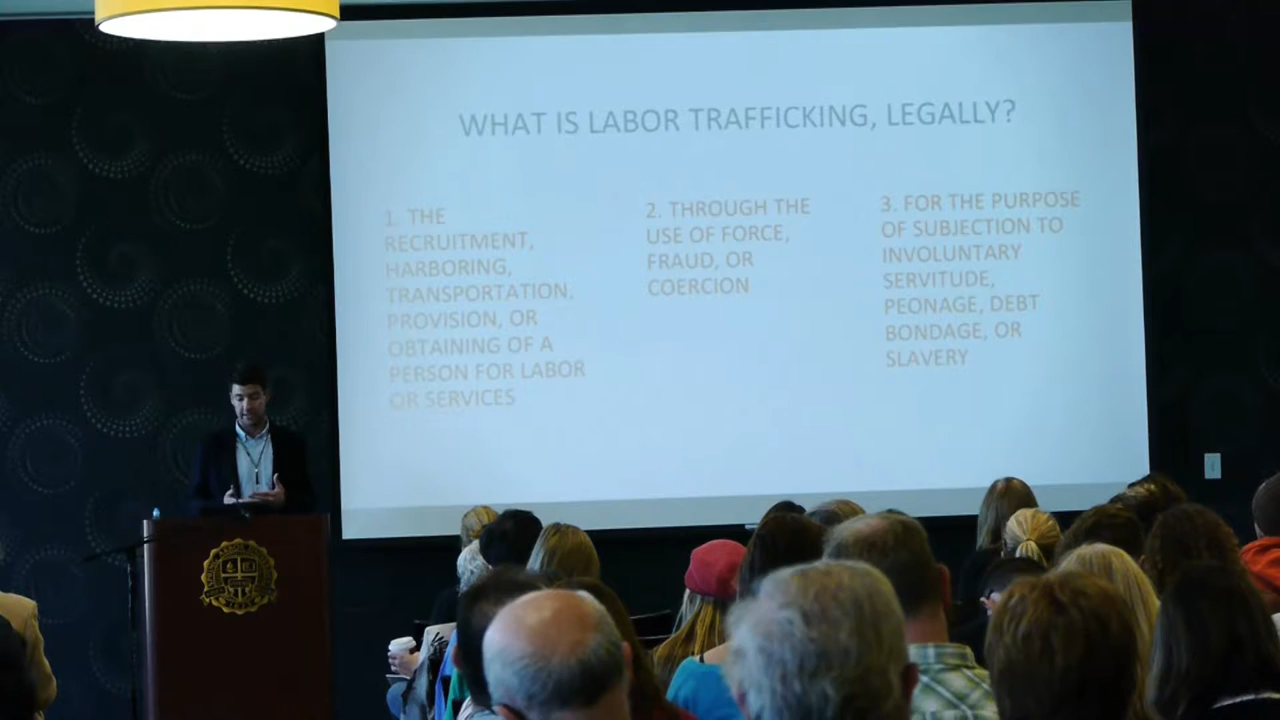 WHAT IS LABOR TRAFFICKING, LEGALLY?
1. THE
RECRUITMENT,
HARBORING,
TRANSPORTATION,
PROVISION, OR
OBTAINING OF A
PERSON FOR LABOR
OR SERVICES
2. THROUGH THE
USE OF FORCE,
FRAUD, OR
COERCION
3. FOR THE PURPOSE
OF SUBJECTION TO
INVOLUNTARY
SERVITUDE,
PEONAGE, DEBT
BONDAGE, OR
SLAVERY